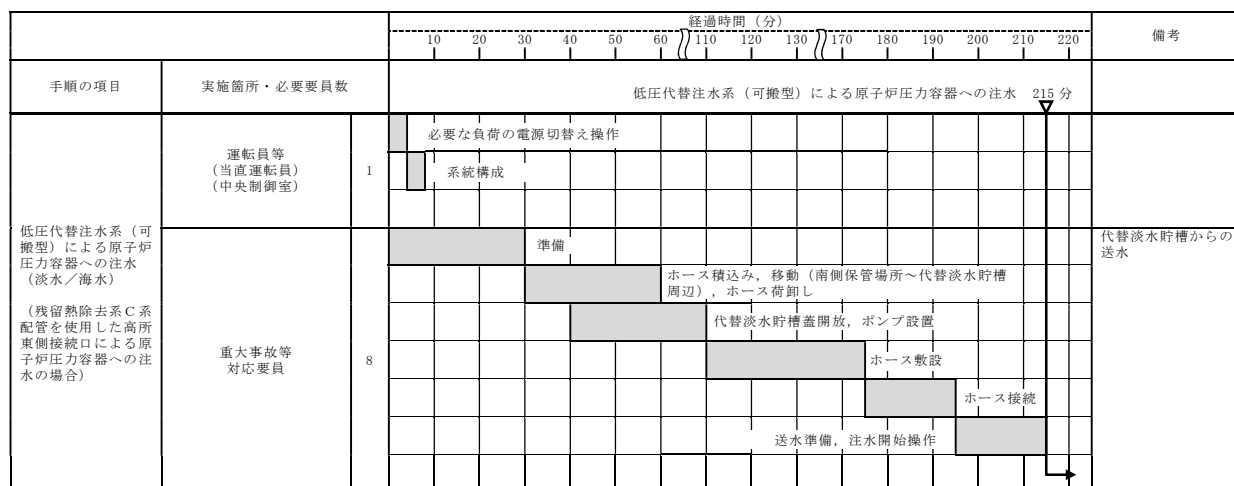 経過時間（分）
備考
10 20 30 40 60 110 120 130 170 180 190 200 210 220
手順の項目
実施箇所・必要要員数
低圧代替注水系（可搬型）による原子炉圧力容器への注水 215分
低圧代替注水系（可
搬型）による原子炉
圧力容器への注水
（淡水／海水）
（残留熱除去系Ｃ系
配管を使用した高所
東側接続口による原
子炉圧力容器への注
水の場合）
運転員等
（当直運転員）
（中央制御室）
1
必要な負荷の電源切替え操作
系統構成
重大事故等
対応要員
8
準備
ホース積込み，移動（南側保管場所～代替淡水貯槽
周辺），ホース荷卸し
代替淡水貯槽蓋開放，ポンプ設置
ホース敷設
ホース接続
送水準備，注水開始操作
代替淡水貯槽からの
送水